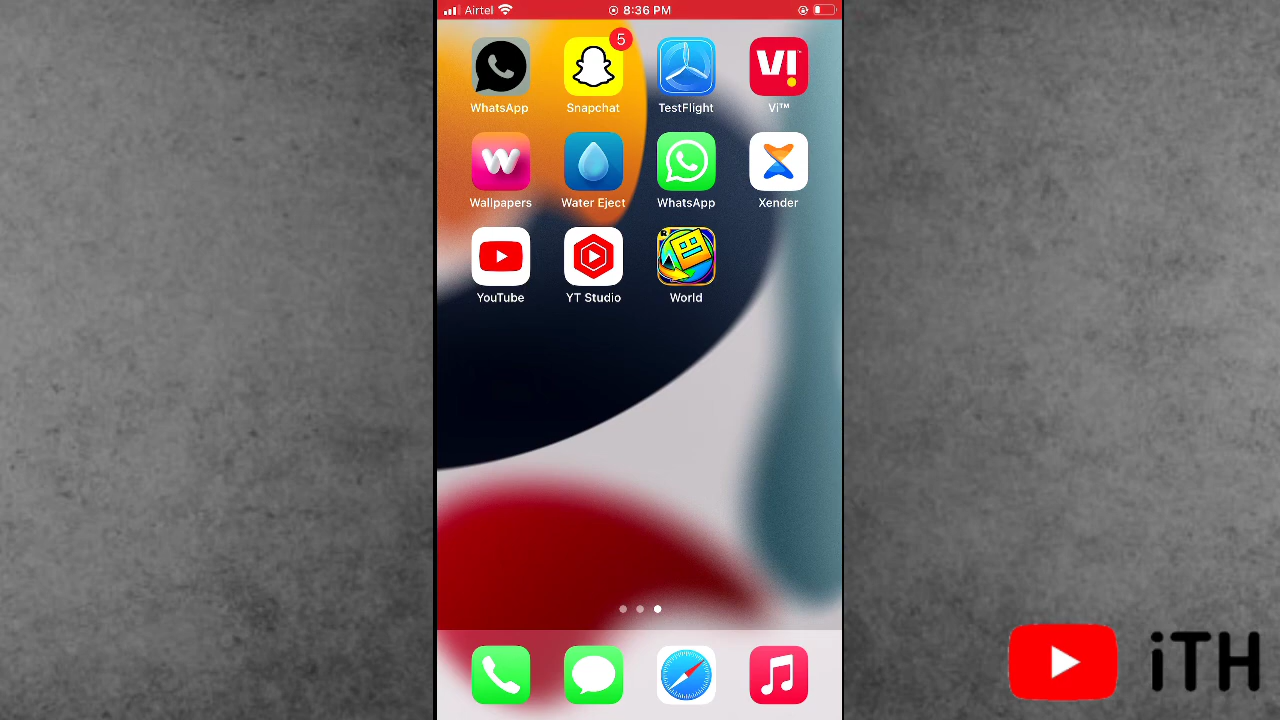 Airtel 8:36 PM
5
VI
WhatsApp Snapchat TestFlight Vi™
W
Wallpapers Water Eject WhatsApp Xender
R
YouTube YT Studio World
iTH